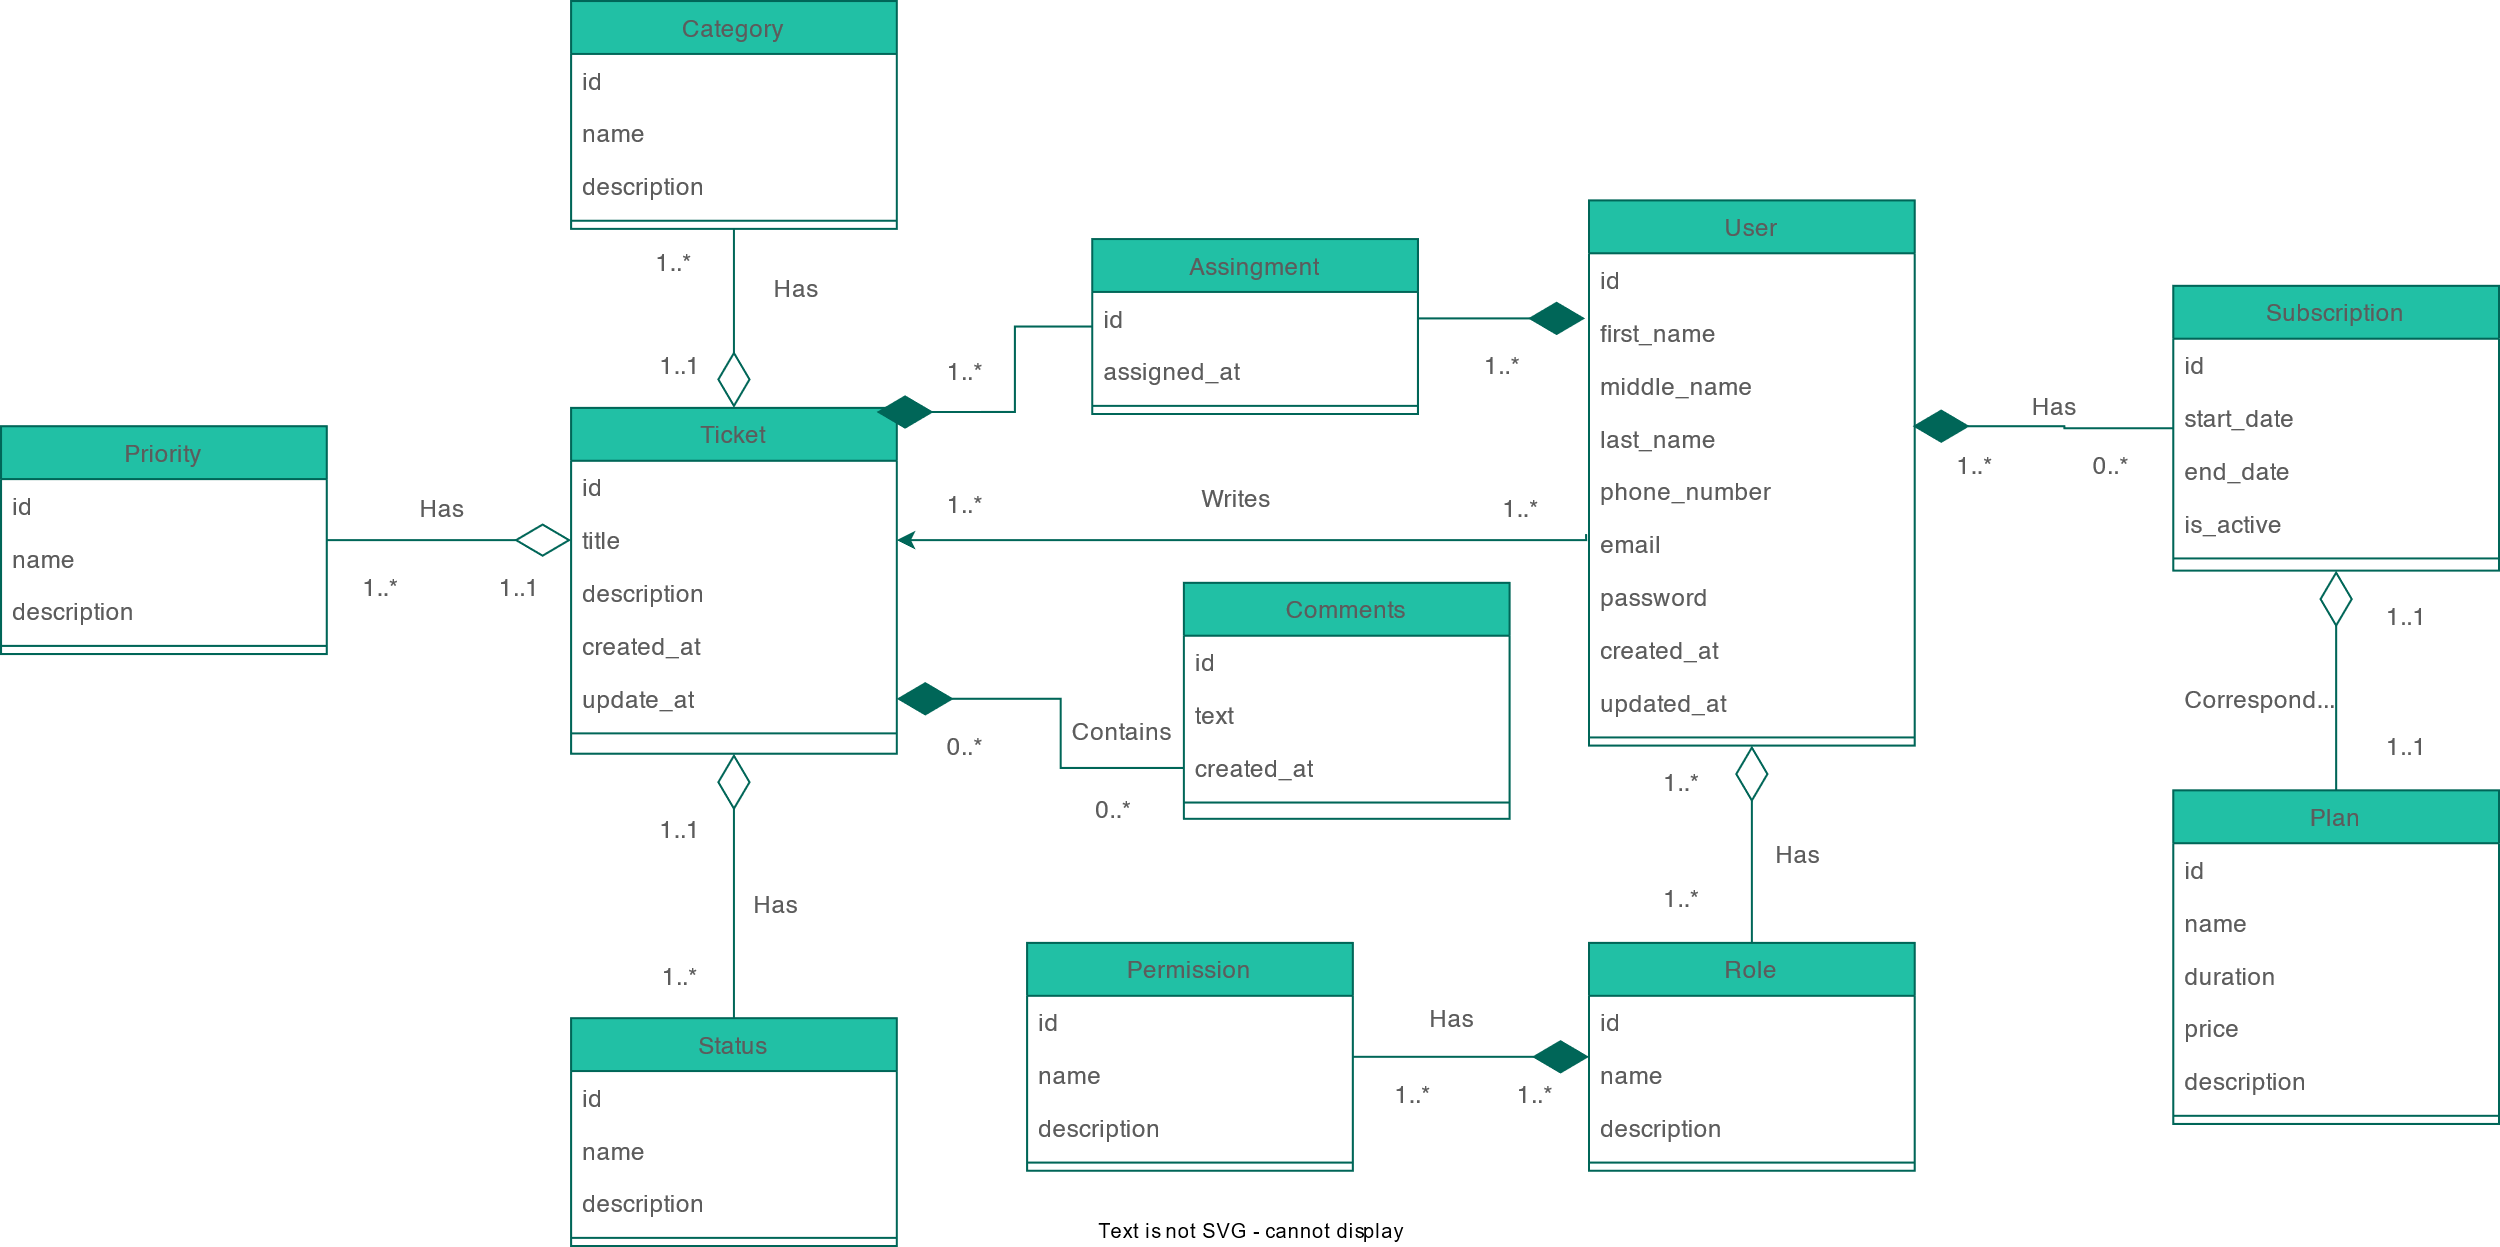 Category
id
name
description
1..*
Has
1..1
Priority
id
name
description
Has
1..*
1..1
Ticket
id
title
description
created_at
update_at
1..*
Assingment
id
assigned_at
1..*
1..*
Writes
1..*
User
id
first_name
middle_name
last_name
phone_number
email
password
created_at
updated_at
Has
1..*
0..*
Subscription
id
start_date
end_date
is_active
0..*
Contains
0..*
Comments
id
text
created_at
1..1
Correspond...
1..1
Plan
id
name
duration
price
description
1..1
Has
1..*
Status
id
name
description
1..*
Has
1..*
Permission
id
name
description
Has
1..*
1..*
Role
id
name
description
Text is not SVG - cannot display